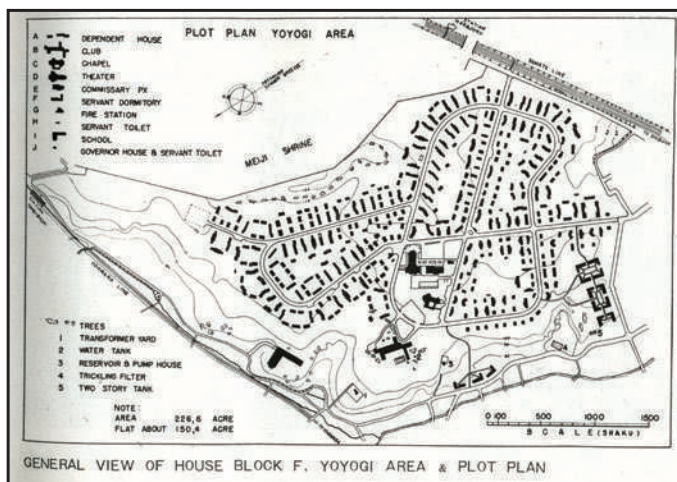 PLOT PLAN YOYOGI AREA
A DEPENDENT HOUSE
B CLUB
C CHAPEL
D THEATER
E COMMISSARY PX
F SERVANT DORMITORY
G FIRE STATION
H SERVANT TOILET
I SCHOOL
J GOVERNOR HOUSE & SERVANT TOILET
MEIJI SHRINE
TREES
1 TRANSFORMER YARD
2 WATER TANK
3 RESERVOIR & PUMP HOUSE
4 TRICKLING FILTER
5 TWO STORY TANK
NOTE:
AREA 226,6 ACRE
FLAT ABOUT 150,4 ACRE
0 100 500 1000 1500
SCALE (SHAKU)
GENERAL VIEW OF HOUSE BLOCK F, YOYOGI AREA & PLOT PLAN